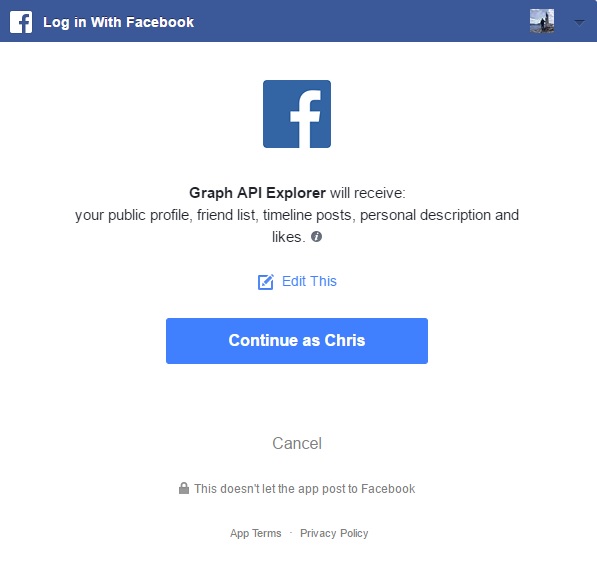 Log in With Facebook
Graph API Explorer will receive:
your public profile, friend list, timeline posts, personal description and
likes.
Edit This
Continue as Chris
Cancel
This doesn't let the app post to Facebook
App Terms · Privacy Policy